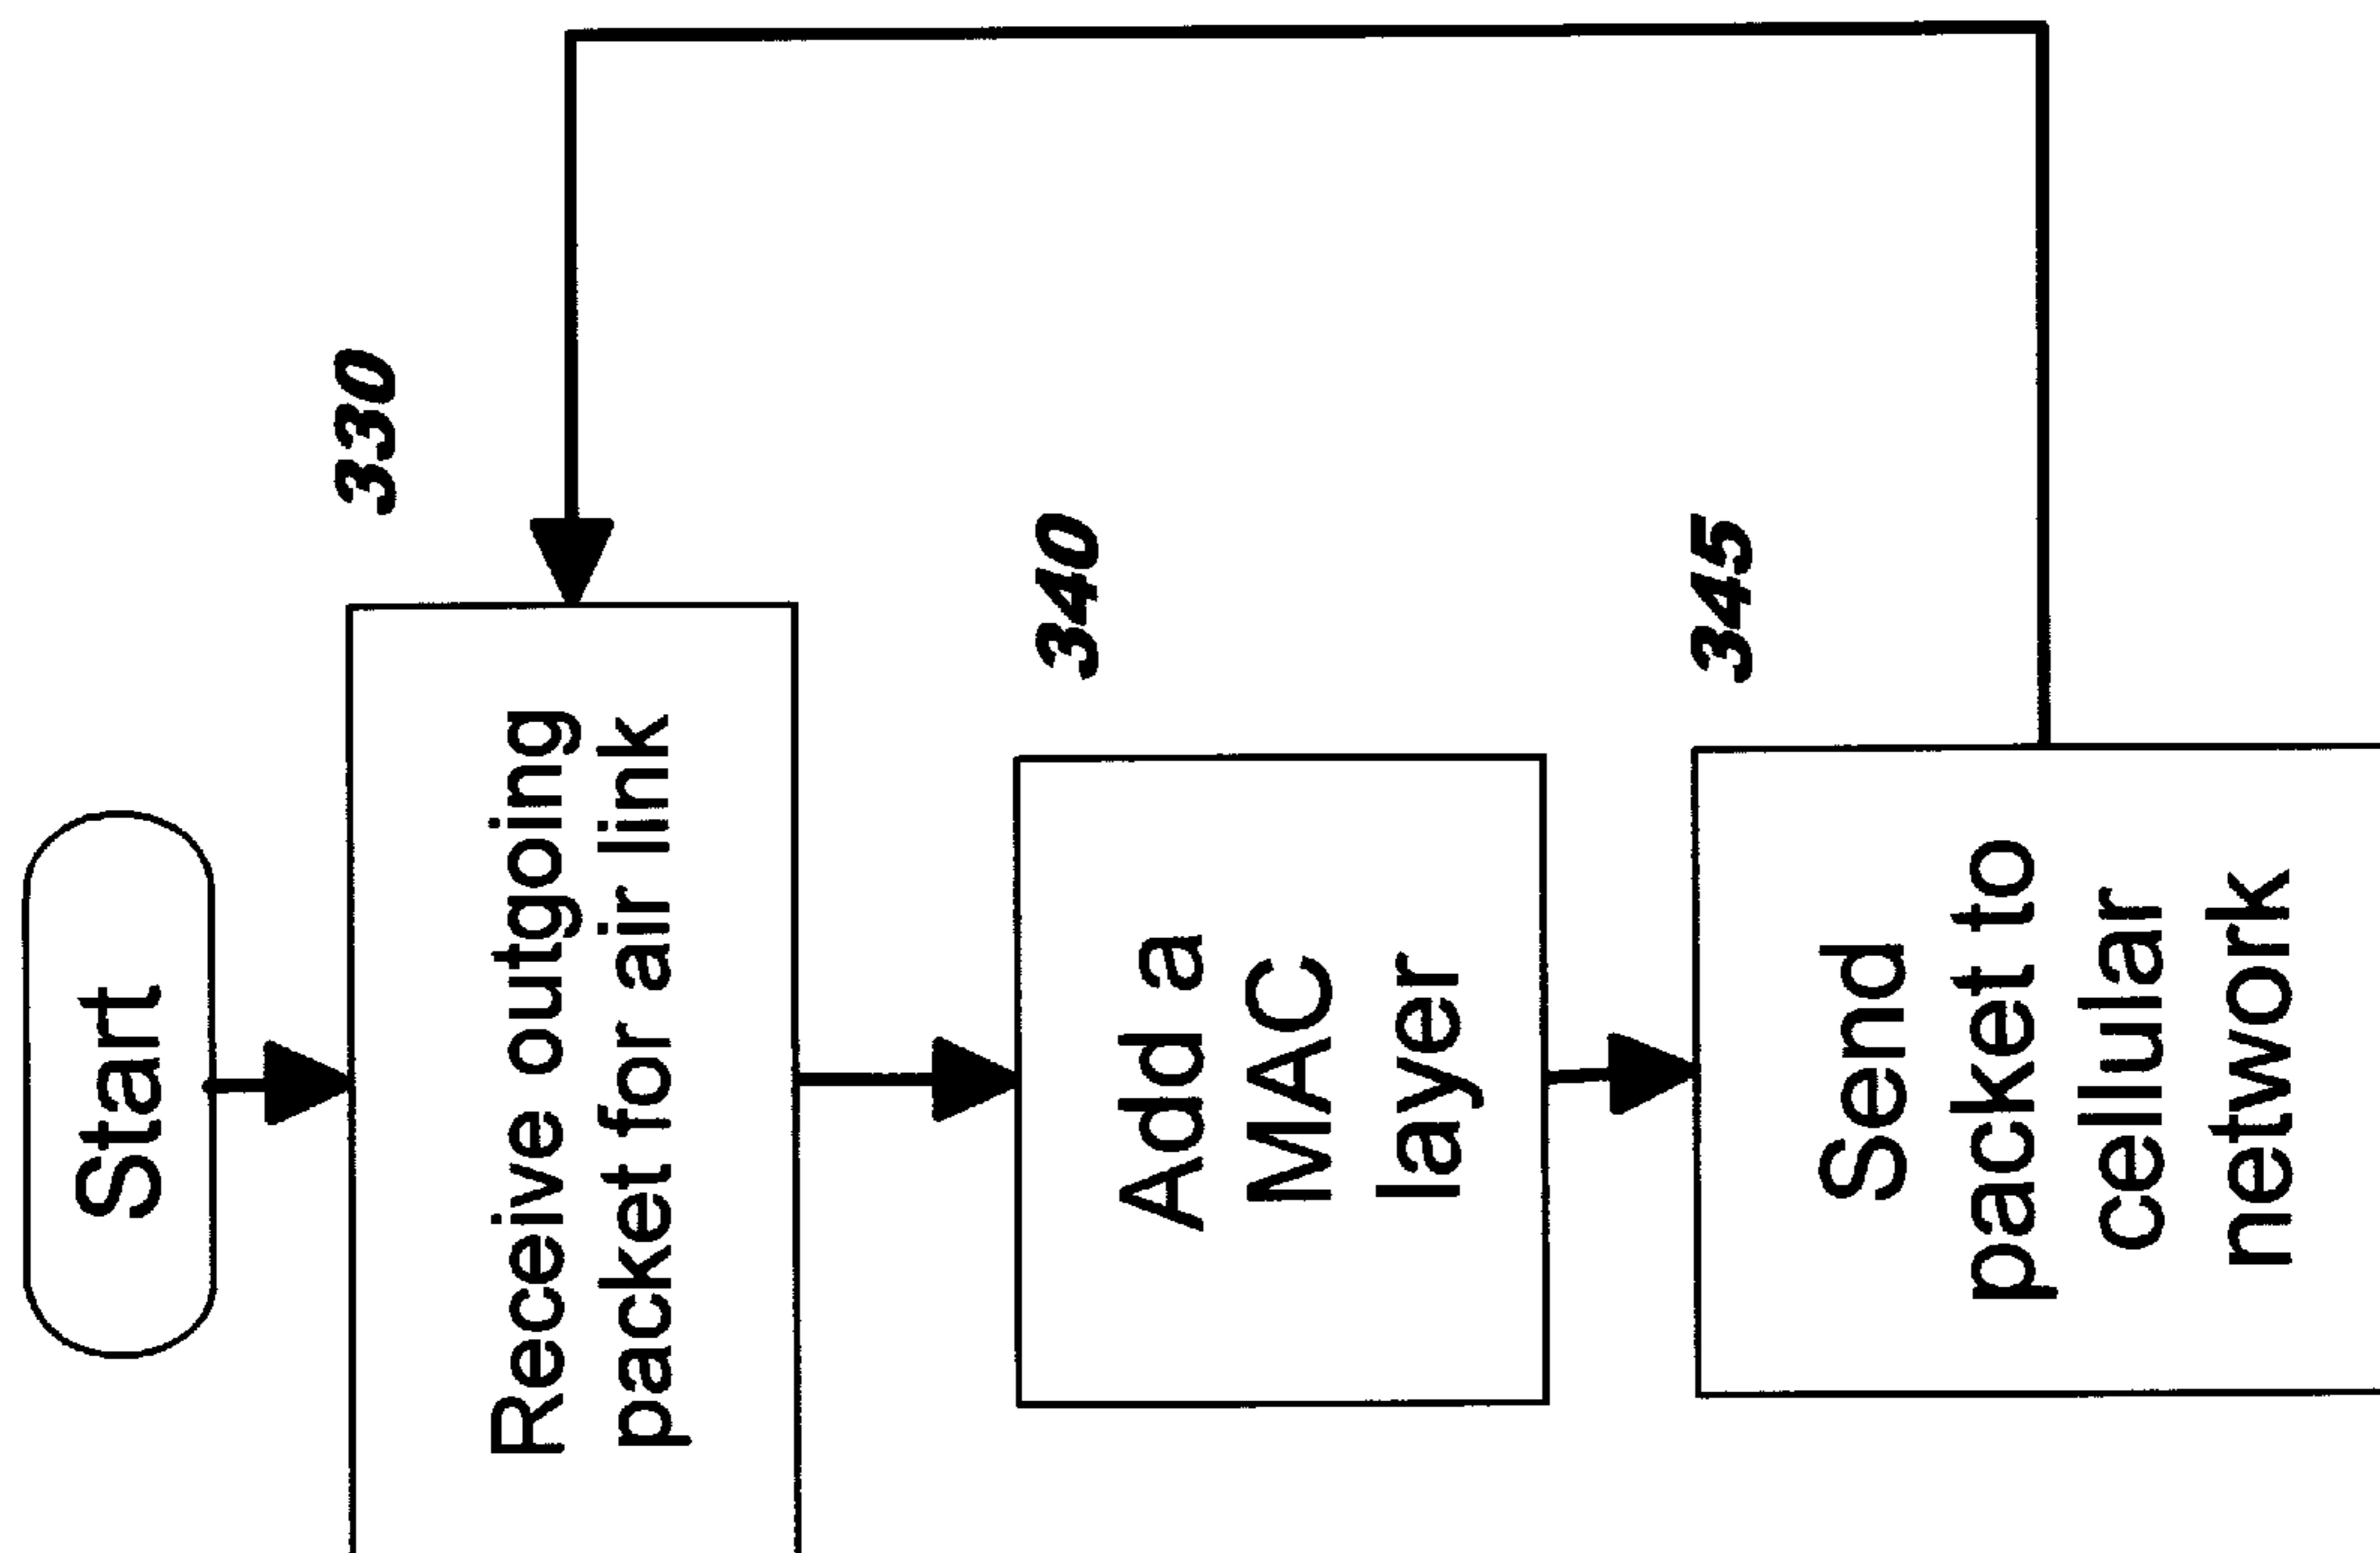 Start
330
Receive outgoing
packet for air link
340
Add a
MAC
layer
345
Send
packet to
cellular
network